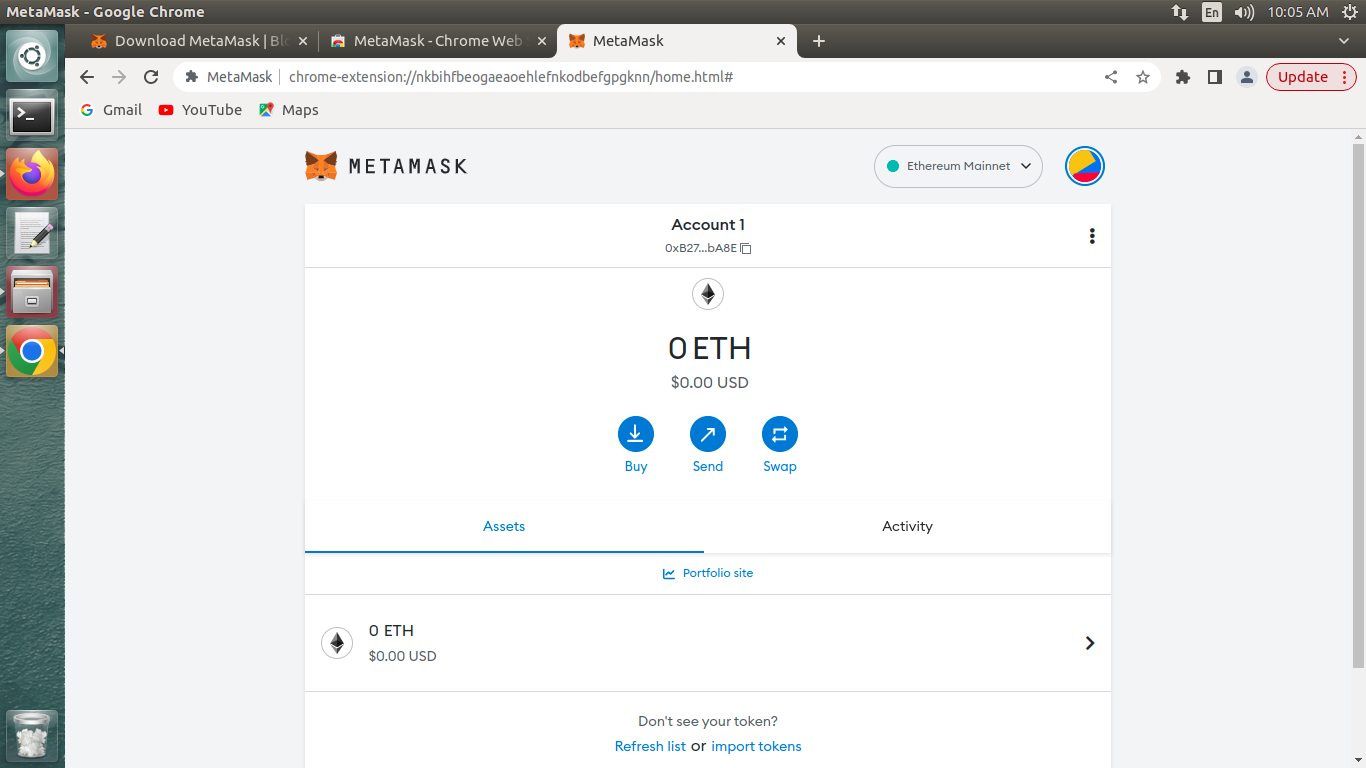 MetaMask - Google Chrome
En
10:05 AM
Download MetaMask | Blo
MetaMask - Chrome Web
MetaMask
MetaMask
chrome-extension://nkbihfbeogaeaoehlefnkodbefgpgknn/home.html#
Update
Gmail
YouTube
Maps
METAMASK
Ethereum Mainnet
Account 1
0xB27...bA8E
0 ETH
$0.00 USD
Buy
Send
Swap
Assets
Activity
Portfolio site
0 ETH
$0.00 USD
Don't see your token?
Refresh list or import tokens